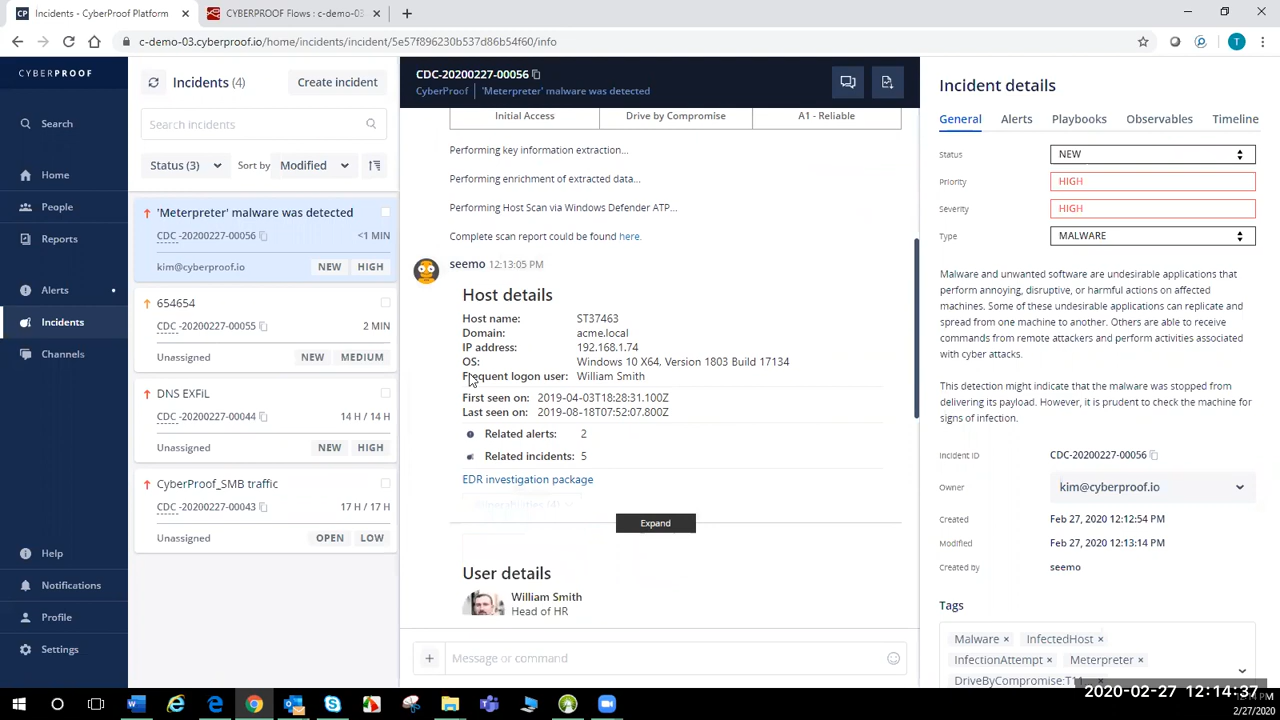 CP Incidents - CyberProof Platform
CYBERPROOF Flows : c-demo-03
c-demo-03.cyberproof.io/home/incidents/incident/5e57f896230b537d86b54f60/info
T
CYBERPROOF
Search
Home
People
Reports
Alerts
Incidents
Channels
Help
Notifications
Profile
Settings
Incidents (4)
Create incident
Search incidents
Status (3)
Sort by
Modified
'Meterpreter' malware was detected
CDC -20200227-00056
<1 MIN
kim@cyberproof.io
NEW
HIGH
654654
CDC -20200227-00055
2 MIN
Unassigned
NEW
MEDIUM
DNS EXFiL
CDC -20200227-00044
14 H / 14 H
Unassigned
NEW
HIGH
CyberProof_SMB traffic
CDC -20200227-00043
17 H / 17 H
Unassigned
OPEN
LOW
CDC-20200227-00056
CyberProof
'Meterpreter' malware was detected
Initial Access
Drive by Compromise
A1 - Reliable
Performing key information extraction...
Performing enrichment of extracted data...
Performing Host Scan via Windows Defender ATP...
Complete scan report could be found here.
seemo 12:13:05 PM
Host details
Host name: ST37463
Domain: acme.local
IP address: 192.168.1.74
OS: Windows 10 X64, Version 1803 Build 17134
Frequent logon user: William Smith
First seen on: 2019-04-03T18:28:31.100Z
Last seen on: 2019-08-18T07:52:07.800Z
Related alerts: 2
Related incidents: 5
EDR investigation package
Expand
User details
William Smith
Head of HR
Message or command
Incident details
General
Alerts
Playbooks
Observables
Timeline
Status NEW
Priority HIGH
Severity HIGH
Type MALWARE
Malware and unwanted software are undesirable applications
that perform annoying, disruptive, or harmful actions on affected
machines. Some of these undesirable applications can replicate and
spread from one machine to another. Others are able to receive
commands from remote attackers and perform activities associated
with cyber attacks.
This detection might indicate that the malware was stopped from
delivering its payload. However, it is prudent to check the machine for
signs of infection.
Incident ID CDC-20200227-00056
Owner kim@cyberproof.io
Created Feb 27, 2020 12:12:54 PM
Modified Feb 27, 2020 12:13:14 PM
Created by seemo
Tags
Malware ×
InfectedHost ×
InfectionAttempt ×
Meterpreter ×
2020-02-27 12:14:37
2/27/2020